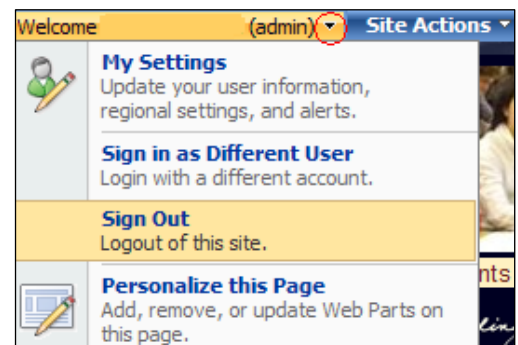 Welcome (admin) Site Actions
My Settings
Update your user information,
regional settings, and alerts.
Sign in as Different User
Login with a different account.
Sign Out
Logout of this site.
nts
Personalize this Page
Add, remove, or update Web Parts on
this page.